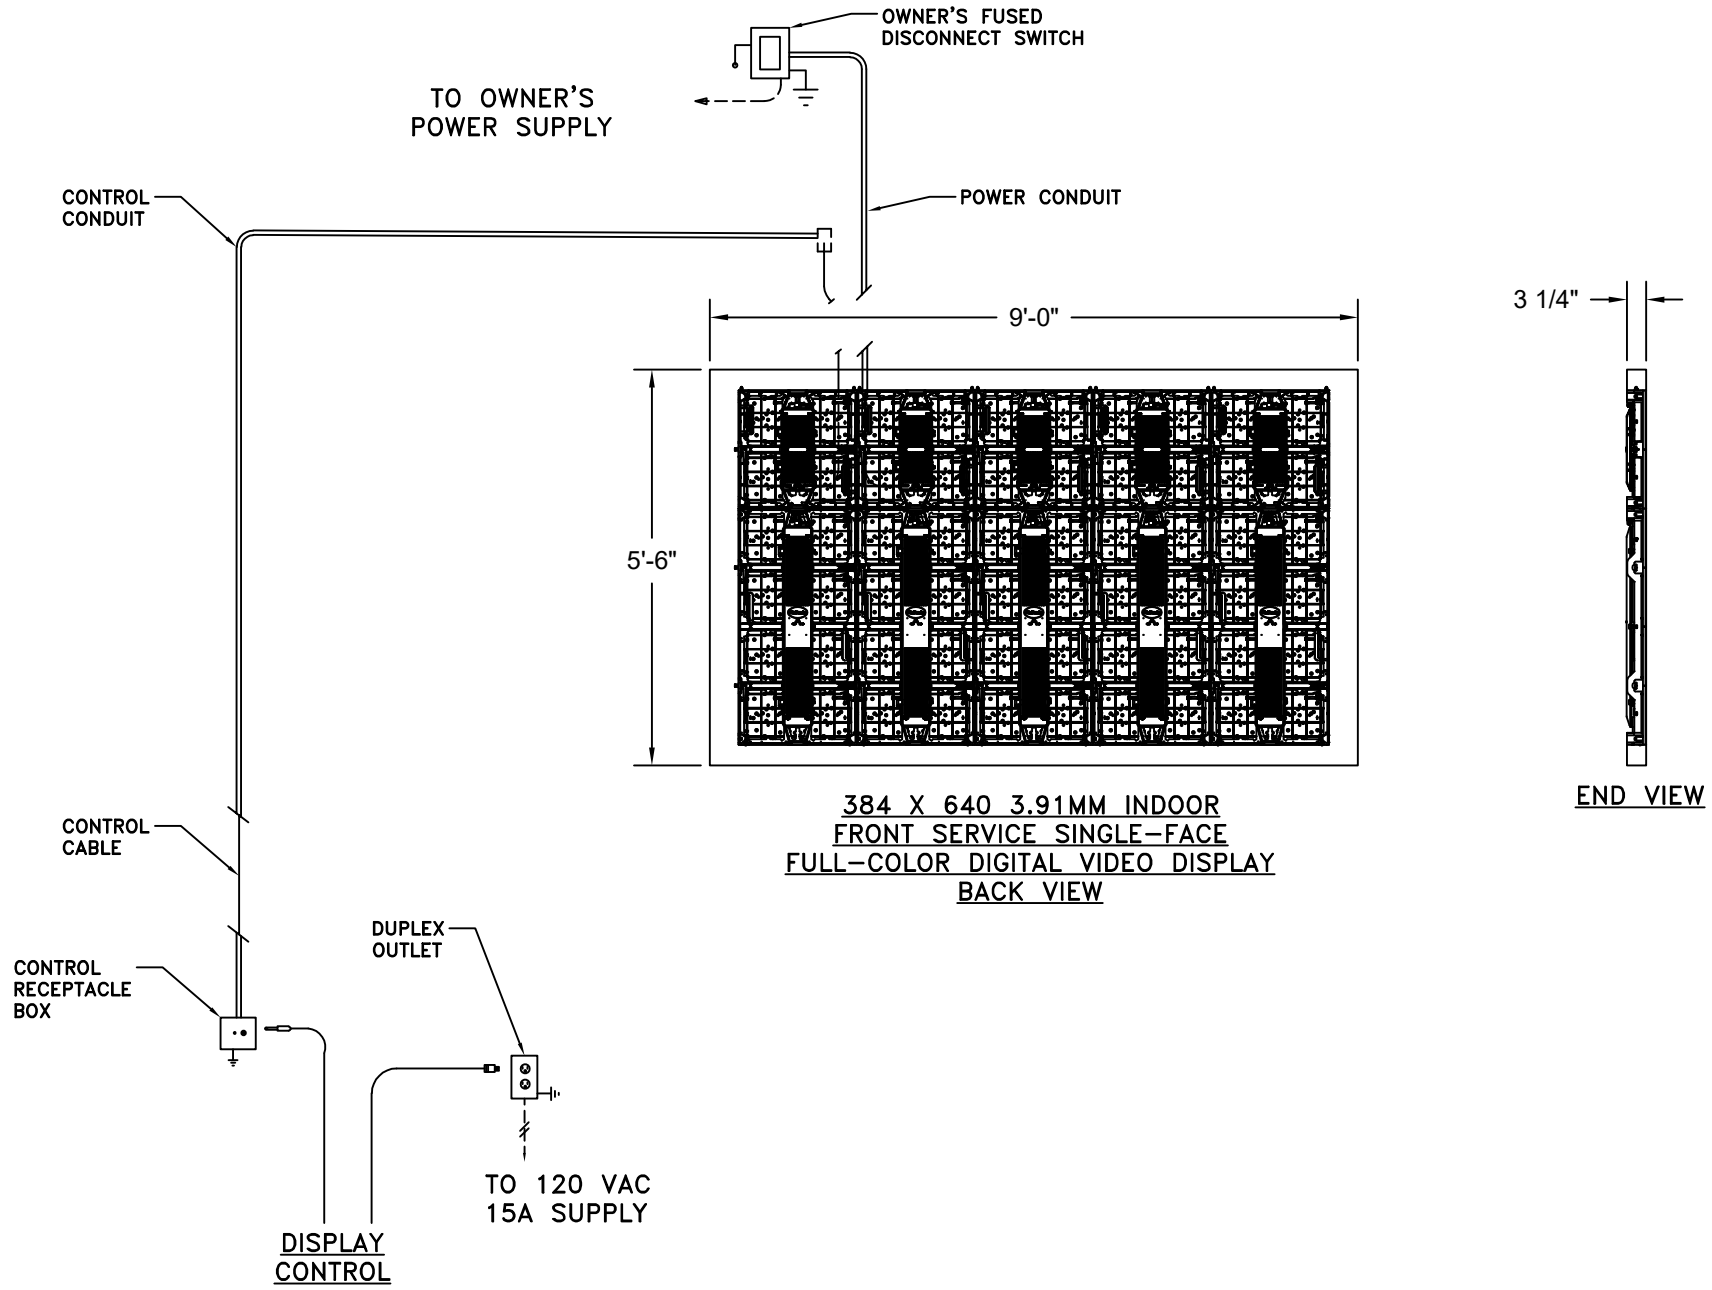 OWNER'S FUSED
DISCONNECT SWITCH
TO OWNER'S
POWER SUPPLY
CONTROL
CONDUIT
POWER CONDUIT
3 1/4"
9'-0"
5'-6"
384 X 640 3.91MM INDOOR
FRONT SERVICE SINGLE-FACE
FULL-COLOR DIGITAL VIDEO DISPLAY
BACK VIEW
END VIEW
CONTROL
CABLE
DUPLEX
OUTLET
CONTROL
RECEPTACLE
BOX
TO 120 VAC
15A SUPPLY
DISPLAY
CONTROL